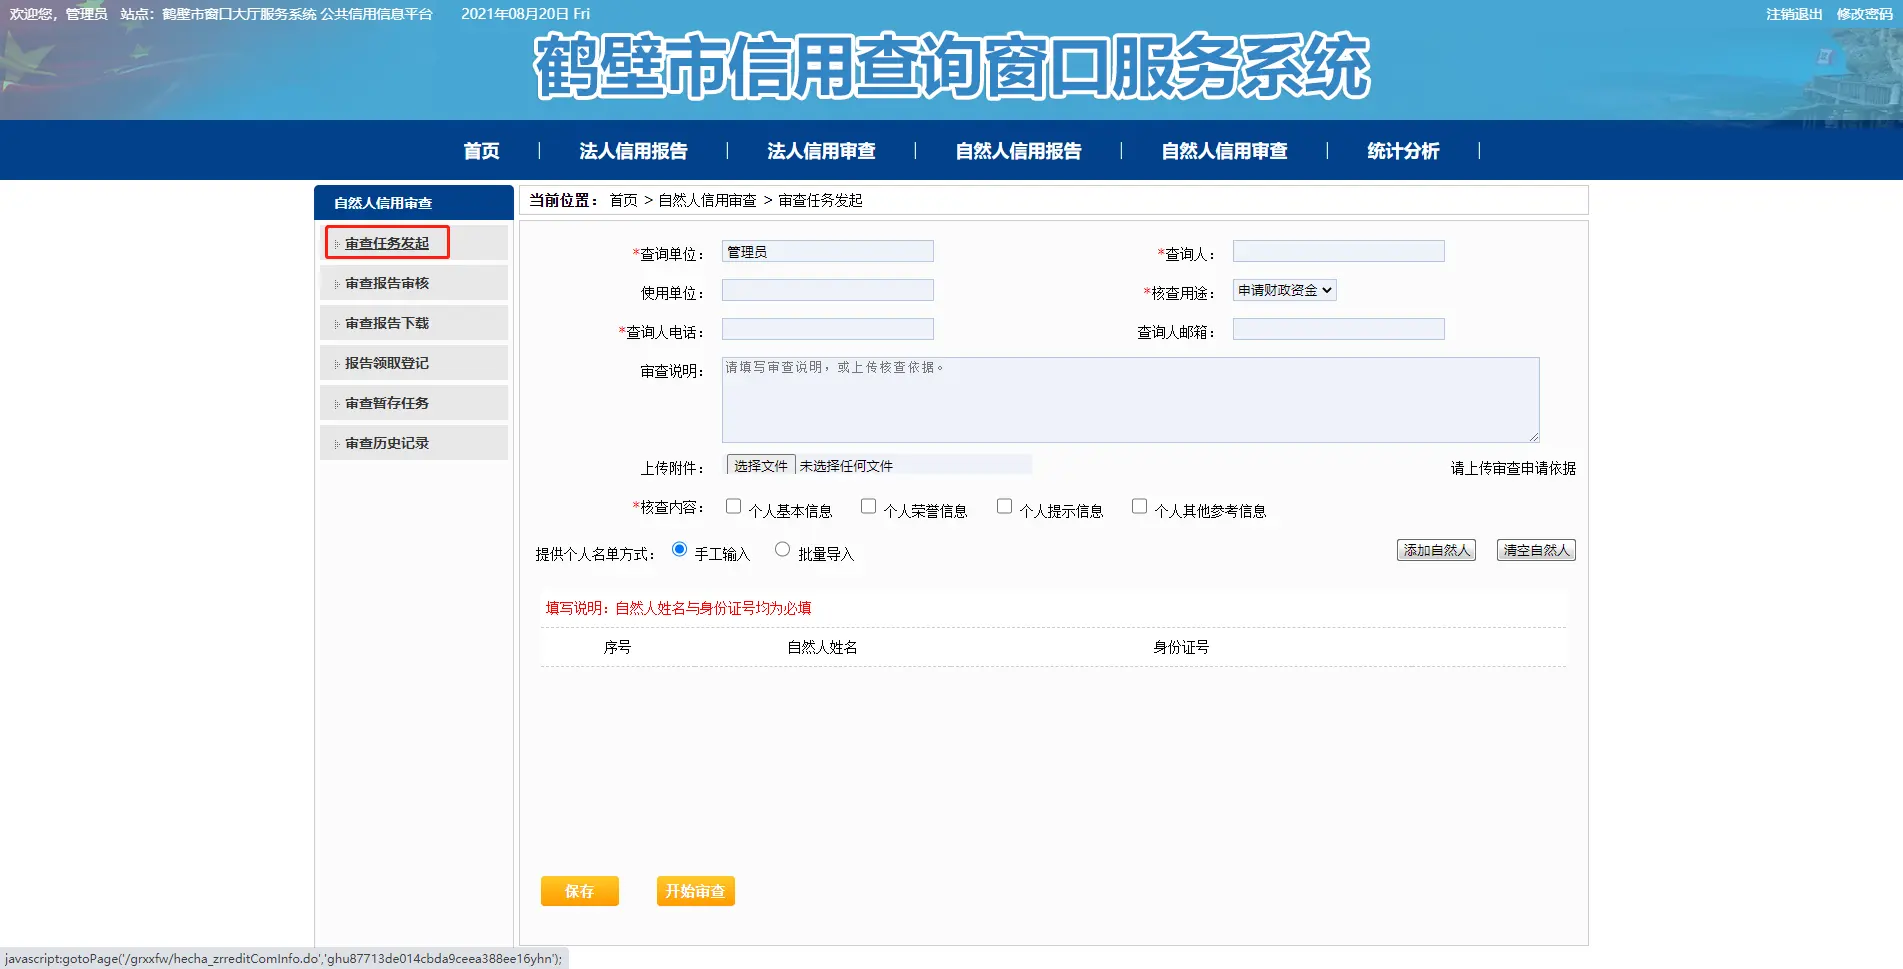 欢迎您，管理员 站点：鹤壁市窗口大厅服务系统 公共信用信息平台 2021年08月20日 Fri 注销退出 修改密码
鹤壁市信用查询窗口服务系统
首页 | 法人信用报告 | 法人信用审查 | 自然人信用报告 | 自然人信用审查 | 统计分析 |
自然人信用审查
审查任务发起
审查报告审核
审查报告下载
报告领取登记
审查暂存任务
审查历史记录
当前位置： 首页 > 自然人信用审查 > 审查任务发起
*查询单位： 管理员 *查询人：
使用单位： *核查用途： 申请财政资金
*查询人电话： 查询人邮箱：
审查说明： 请填写审查说明，或上传核查依据。
上传附件： 选择文件 未选择任何文件 请上传审查申请依据
*核查内容： 个人基本信息 个人荣誉信息 个人提示信息 个人其他参考信息
提供个人名单方式： 手工输入 批量导入 添加自然人 清空自然人
填写说明：自然人姓名与身份证号均为必填
序号 自然人姓名 身份证号
保存 开始审查
javascript:gotoPage('/grxxfw/hecha_zrreditComInfo.do','ghu87713de014cbda9ceea388ee16yhn');